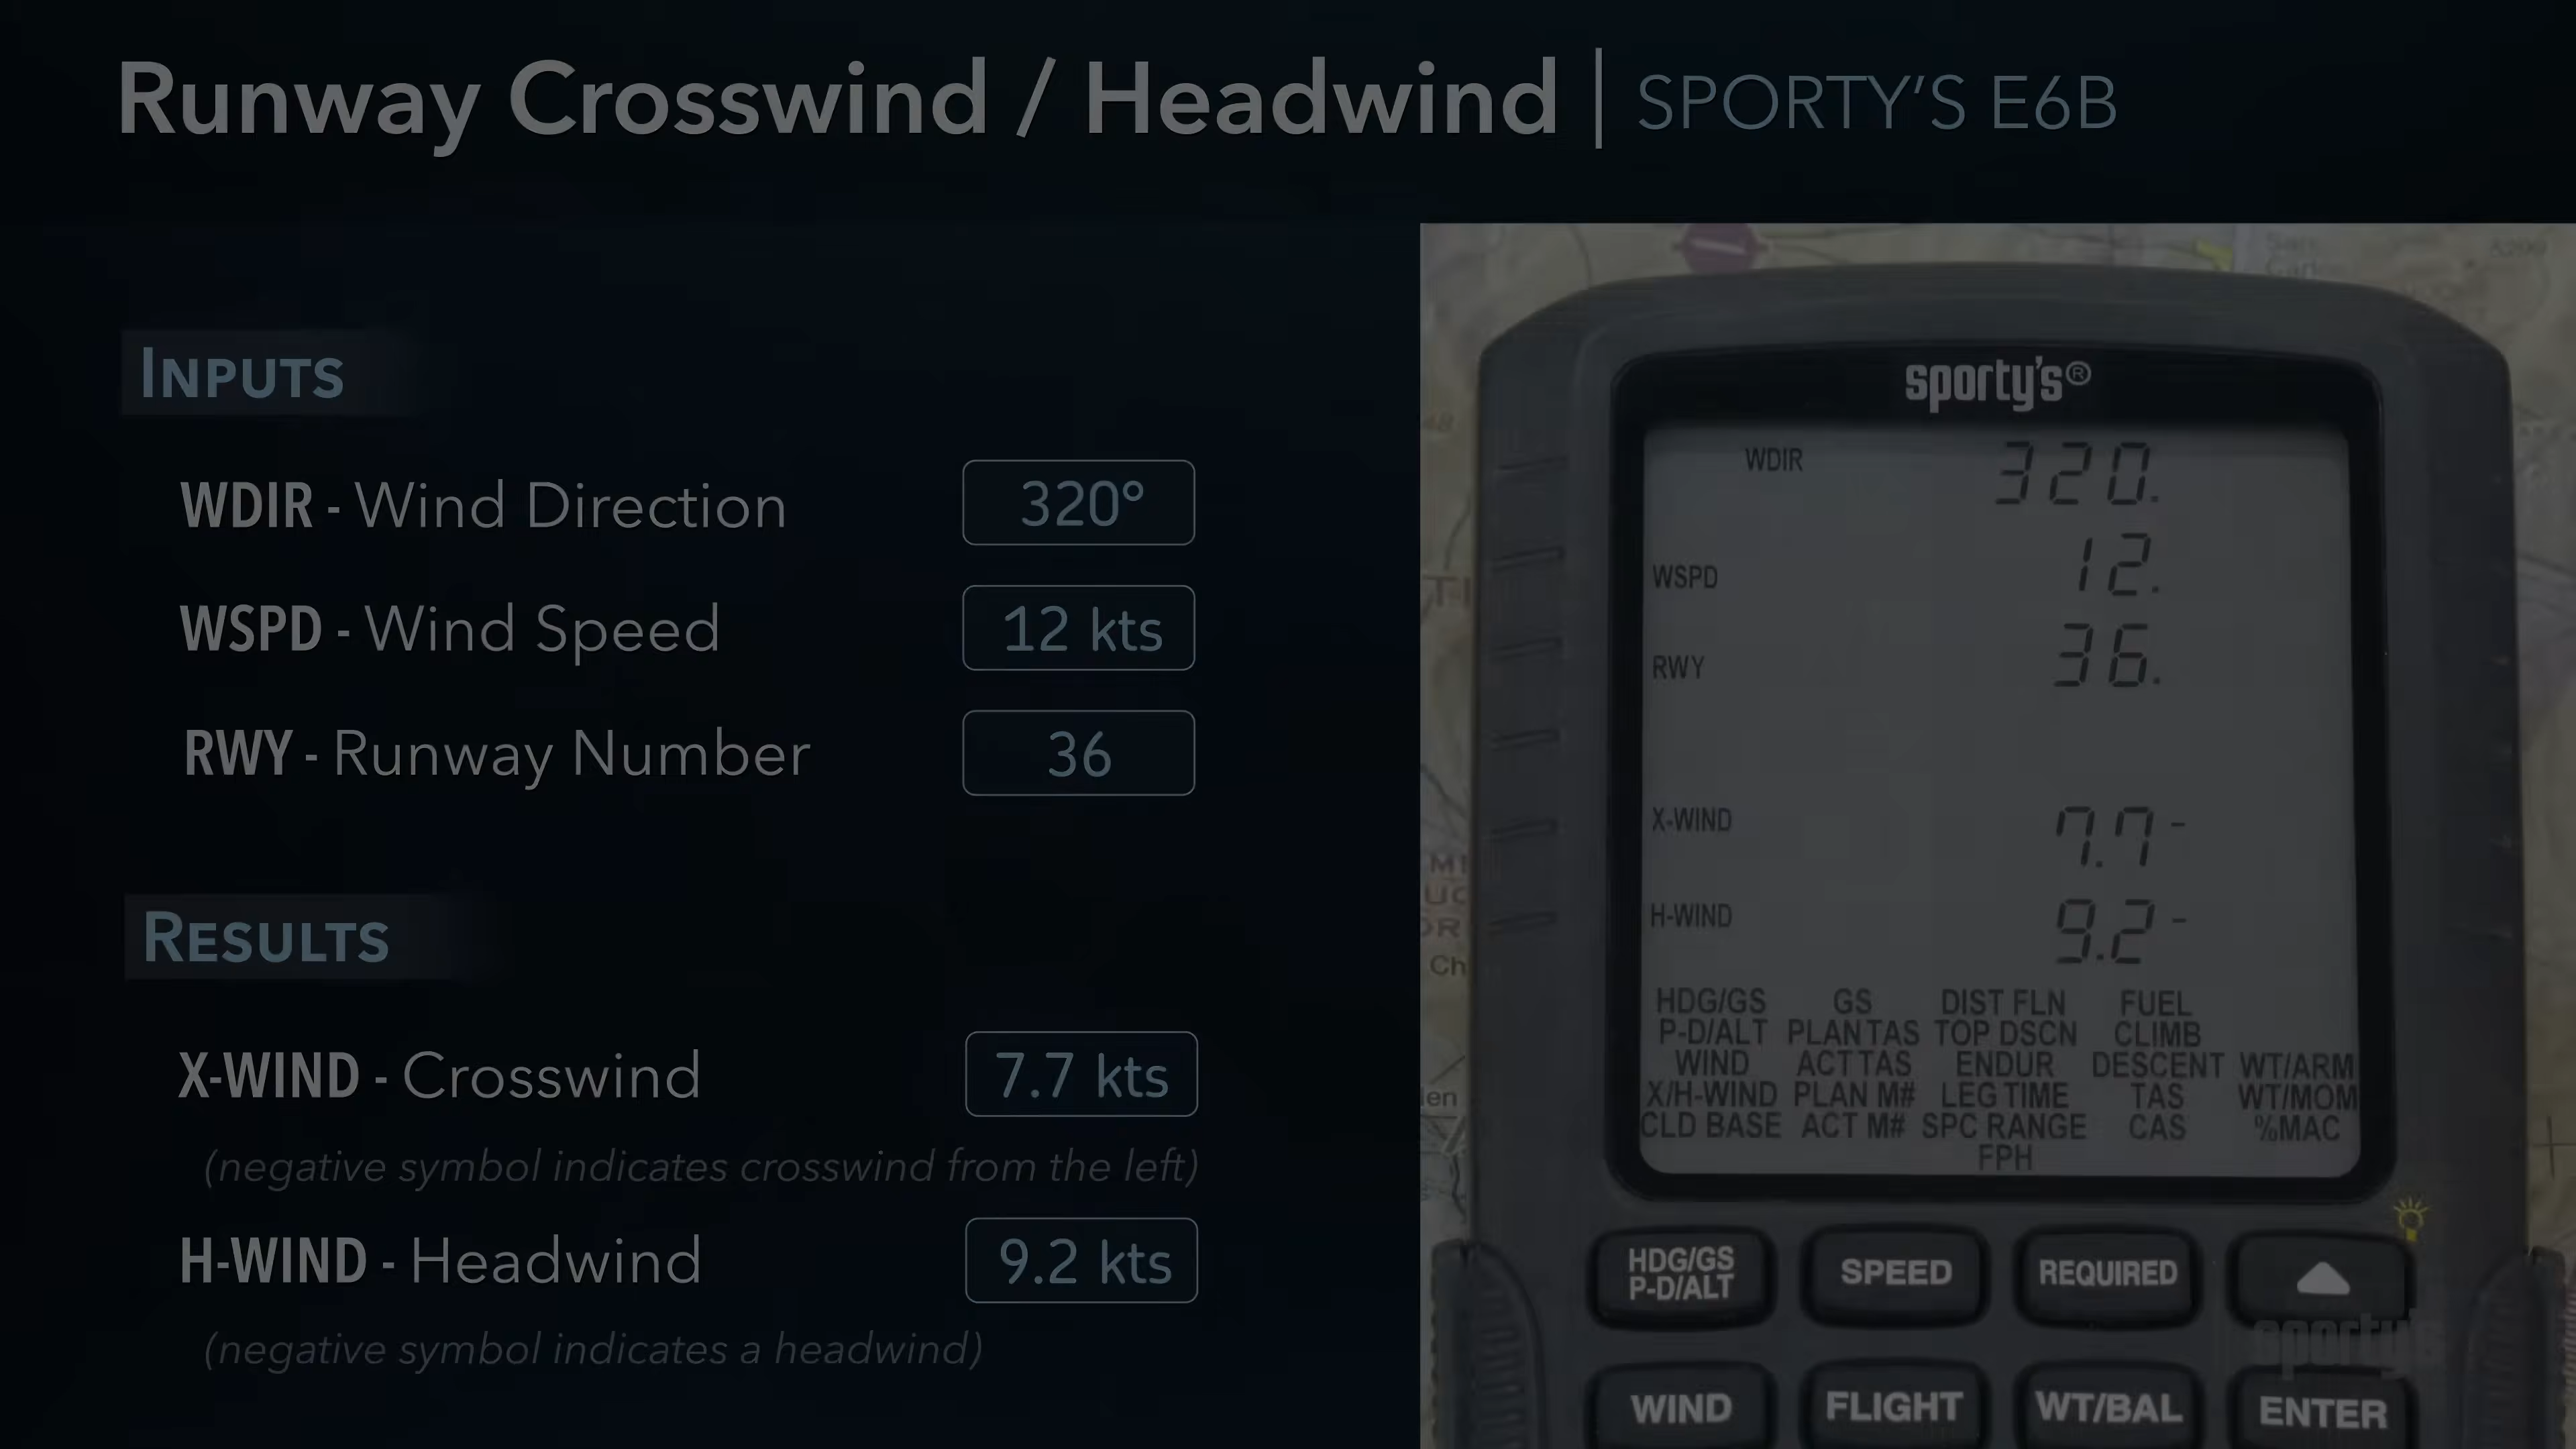 Runway Crosswind / Headwind | SPORTY'S E6B
INPUTS
WDIR - Wind Direction 320°
WSPD - Wind Speed 12 kts
RWY - Runway Number 36
RESULTS
X-WIND - Crosswind 7.7 kts
(negative symbol indicates crosswind from the left)
H-WIND - Headwind 9.2 kts
(negative symbol indicates a headwind)
sporty's®
WDIR 320.
WSPD 12.
RWY 36.
X-WIND 7.7 -
H-WIND 9.2 -
HDG/GS GS DIST FLN FUEL
P-D/ALT PLAN TAS TOP DSCN CLIMB
WIND ACT TAS ENDUR DESCENT WT/ARM
X/H-WIND PLAN M# LEG TIME TAS WT/MOM
CLD BASE ACT M# SPC RANGE CAS %MAC
FPH
HDG/GS
P-D/ALT
SPEED
REQUIRED
sporty's
WIND
FLIGHT
WT/BAL
ENTER
Ch